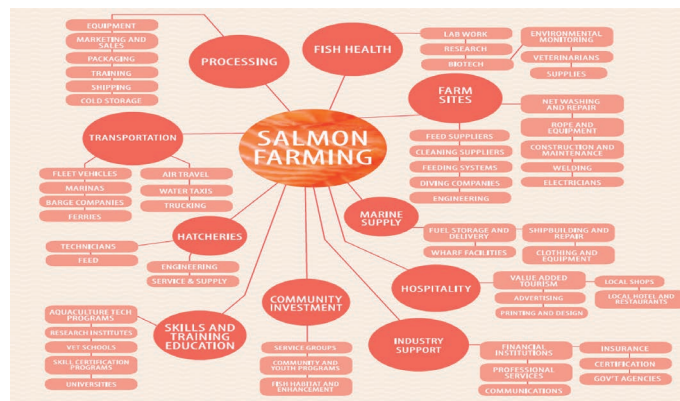 EQUIPMENT
MARKETING AND
SALES
PACKAGING
TRAINING
SHIPPING
COLD STORAGE
PROCESSING
FISH HEALTH
LAB WORK
RESEARCH
BIOTECH
ENVIRONMENTAL
MONITORING
VETERINARIANS
SUPPLIES
SALMON
FARMING
FARM
SITES
FEED SUPPLIERS
CLEANING SUPPLIERS
FEEDING SYSTEMS
DIVING COMPANIES
ENGINEERING
NET WASHING
AND REPAIR
ROPE AND
EQUIPMENT
CONSTRUCTION AND
MAINTENANCE
WELDING
ELECTRICIANS
TRANSPORTATION
FLEET VEHICLES
MARINAS
BARGE COMPANIES
FERRIES
AIR TRAVEL
WATER TAXIS
TRUCKING
MARINE
SUPPLY
FUEL STORAGE AND
DELIVERY
WHARF FACILITIES
SHIPBUILDING AND
REPAIR
CLOTHING AND
EQUIPMENT
HATCHERIES
TECHNICIANS
FEED
ENGINEERING
SERVICE & SUPPLY
HOSPITALITY
VALUE ADDED
TOURISM
ADVERTISING
PRINTING AND DESIGN
LOCAL SHOPS
LOCAL HOTEL AND
RESTAURANTS
SKILLS AND
TRAINING
EDUCATION
AQUACULTURE TECH
PROGRAMS
RESEARCH INSTITUTES
VET SCHOOLS
SKILL CERTIFICATION
PROGRAMS
UNIVERSITIES
COMMUNITY
INVESTMENT
SERVICE GROUPS
COMMUNITY AND
YOUTH PROGRAMS
FISH HABITAT AND
ENHANCEMENT
INDUSTRY
SUPPORT
FINANCIAL
INSTITUTIONS
PROFESSIONAL
SERVICES
COMMUNICATIONS
INSURANCE
CERTIFICATION
GOV'T AGENCIES